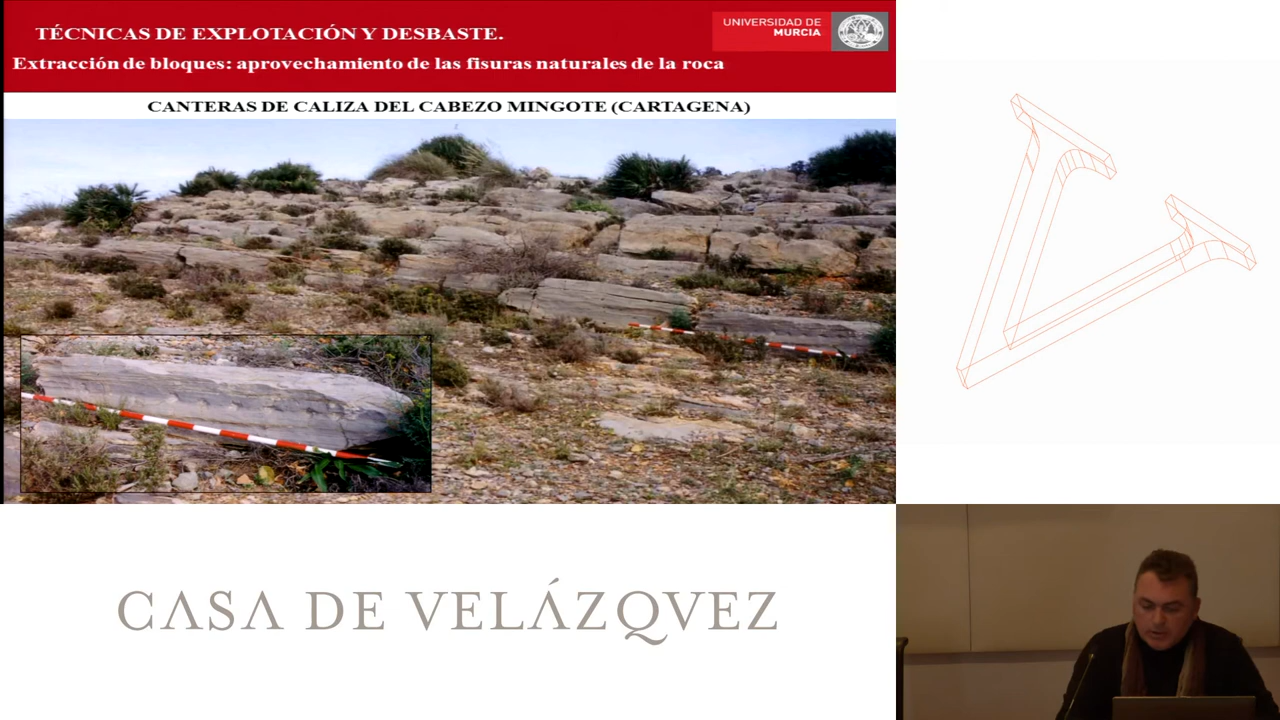 TÉCNICAS DE EXPLOTACIÓN Y DESBASTE.
Extracción de bloques: aprovechamiento de las fisuras naturales de la roca
UNIVERSIDAD DE
MURCIA
CANTERAS DE CALIZA DEL CABEZO MINGOTE (CARTAGENA)
CASA DE VELÁZQVEZ